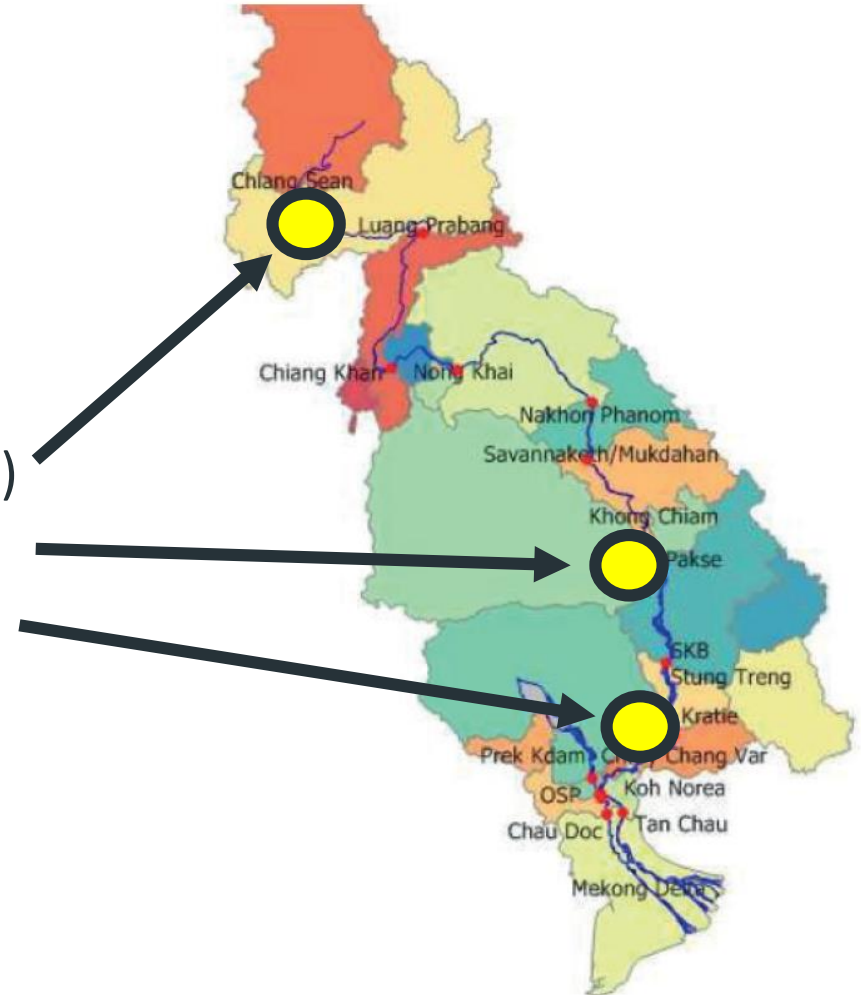 Chiang Sean
Luang Prabang
Chiang Khan
Nong Khai
Nakhon Phanom
Savannaketh/Mukdahan
)
Khong Chiam
Pakse
SKB
Stung Treng
Kratie
Prek Kdam
Chang Var
OSP
Koh Norea
Chau Doc
Tan Chau
Mekong Delta